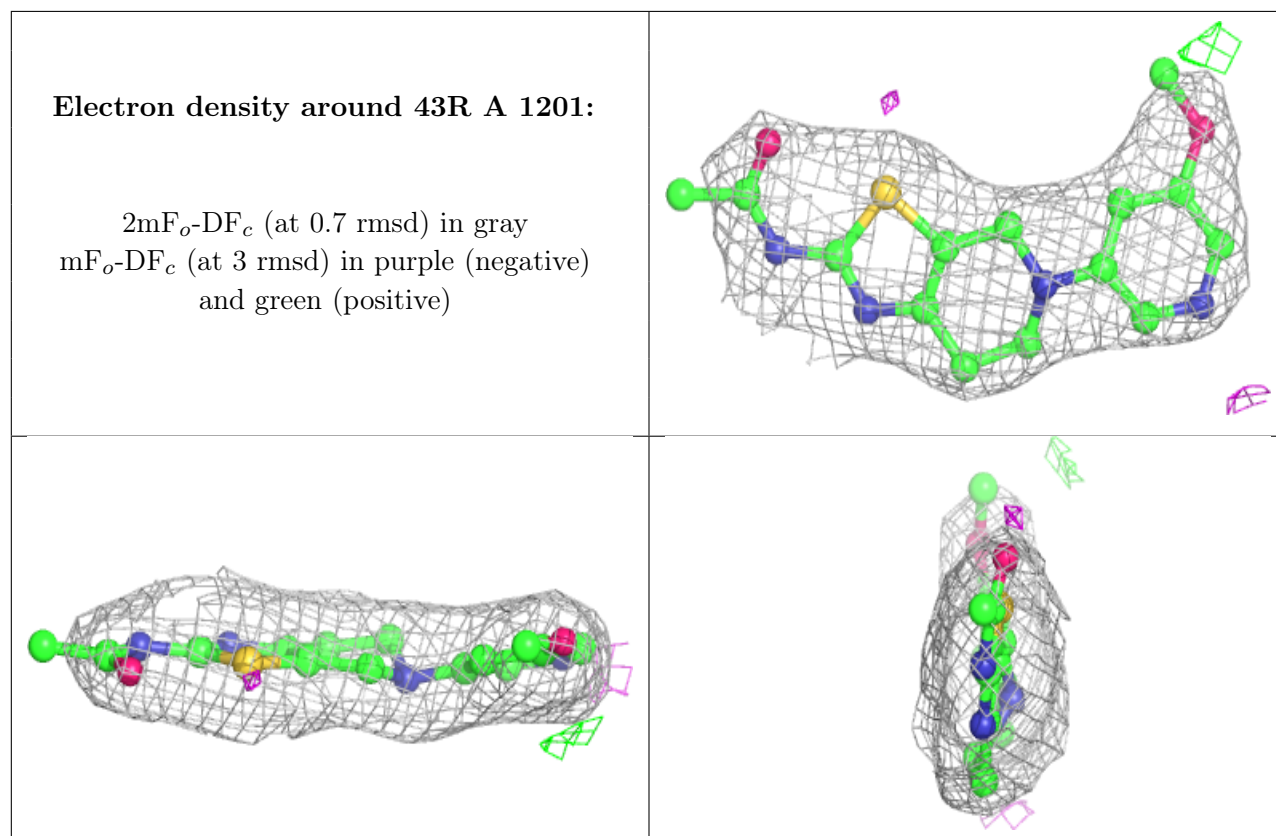 Electron density around 43R A 1201:
2mFₒ-DF𝒸 (at 0.7 rmsd) in gray
mFₒ-DF𝒸 (at 3 rmsd) in purple (negative)
and green (positive)